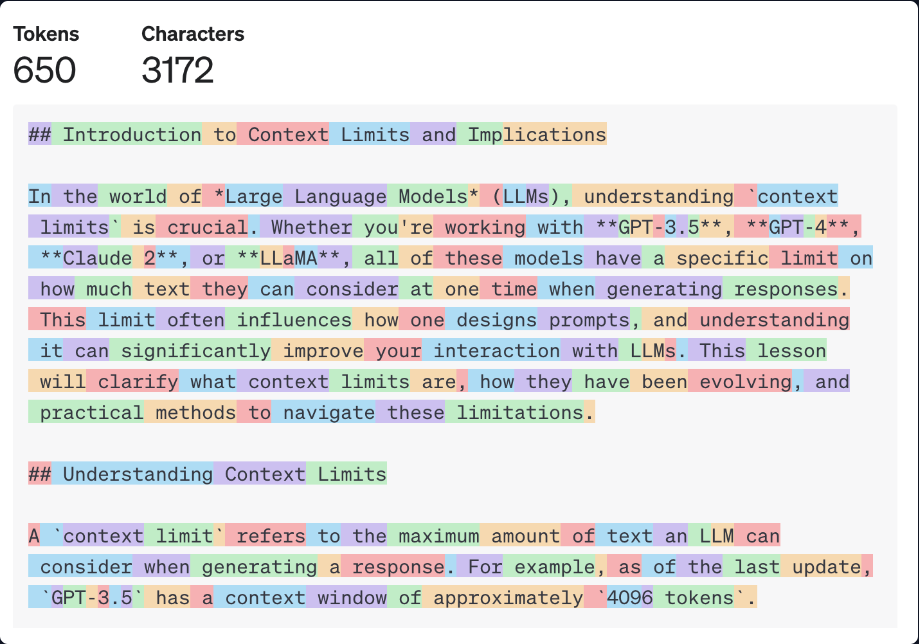 Tokens Characters
650 3172
## Introduction to Context Limits and Implications
In the world of *Large Language Models* (LLMs), understanding `context
limits` is crucial. Whether you're working with **GPT-3.5**, **GPT-4**,
**Claude 2**, or **LLaMA**, all of these models have a specific limit on
how much text they can consider at one time when generating responses.
This limit often influences how one designs prompts, and understanding
it can significantly improve your interaction with LLMs. This lesson
will clarify what context limits are, how they have been evolving, and
practical methods to navigate these limitations.
## Understanding Context Limits
A `context limit` refers to the maximum amount of text an LLM can
consider when generating a response. For example, as of the last update,
`GPT-3.5` has a context window of approximately `4096 tokens`.